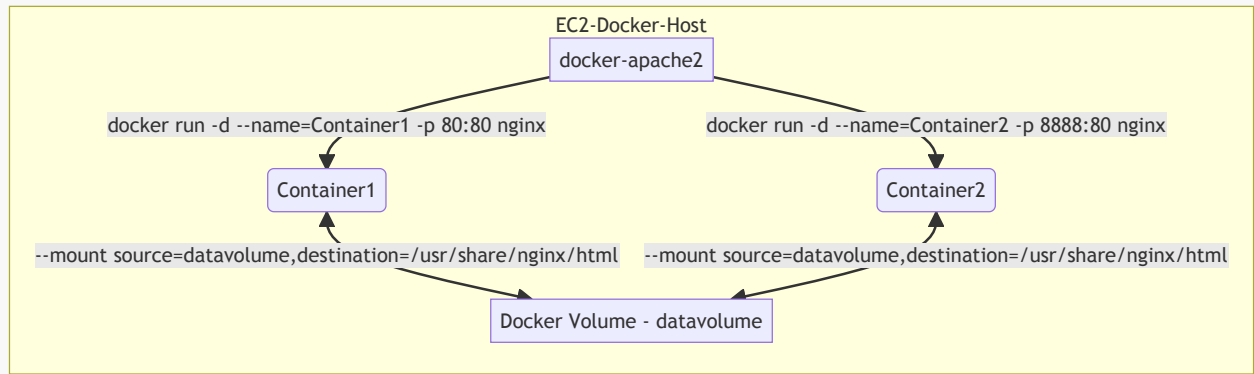 EC2-Docker-Host
docker-apache2
docker run -d --name=Container1 -p 80:80 nginx
docker run -d --name=Container2 -p 8888:80 nginx
Container1
Container2
--mount source=datavolume,destination=/usr/share/nginx/html
--mount source=datavolume,destination=/usr/share/nginx/html
Docker Volume - datavolume